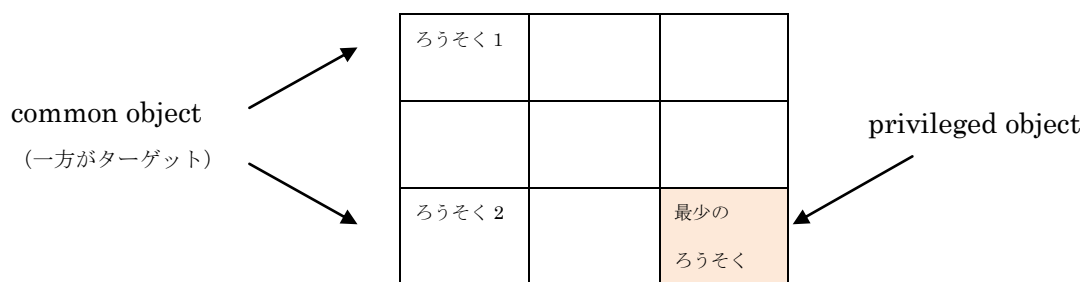 ろうそく1
common object
(一方がターゲット)
privileged object
ろうそく2
最少の
ろうそく